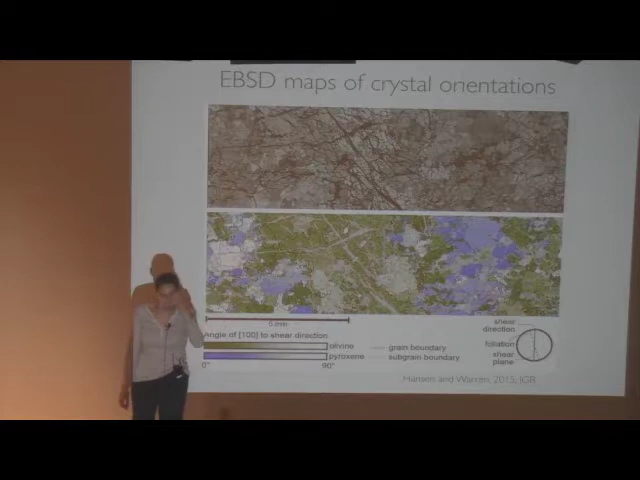 EBSD maps of crystal orientations
5 mm
Angle of [100] to shear direction
olivine
pyroxene
0°
90°
grain boundary
subgrain boundary
shear
direction
foliation
shear
plane
Hansen and Warren, 2015, JGR